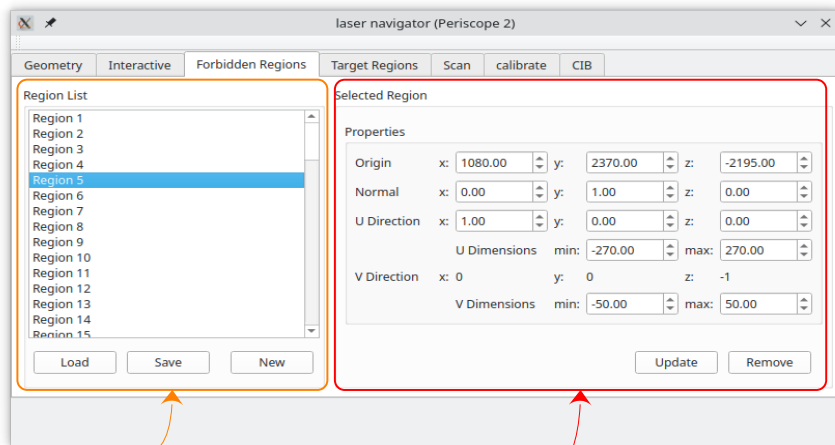 laser navigator (Periscope 2)
Geometry Interactive Forbidden Regions Target Regions Scan calibrate CIB
Region List
Region 1
Region 2
Region 3
Region 4
Region 5
Region 6
Region 7
Region 8
Region 9
Region 10
Region 11
Region 12
Region 13
Region 14
Region 15
Load Save New
Selected Region
Properties
Origin x: 1080.00 y: 2370.00 z: -2195.00
Normal x: 0.00 y: 1.00 z: 0.00
U Direction x: 1.00 y: 0.00 z: 0.00
U Dimensions min: -270.00 max: 270.00
V Direction x: 0 y: 0 z: -1
V Dimensions min: -50.00 max: 50.00
Update Remove